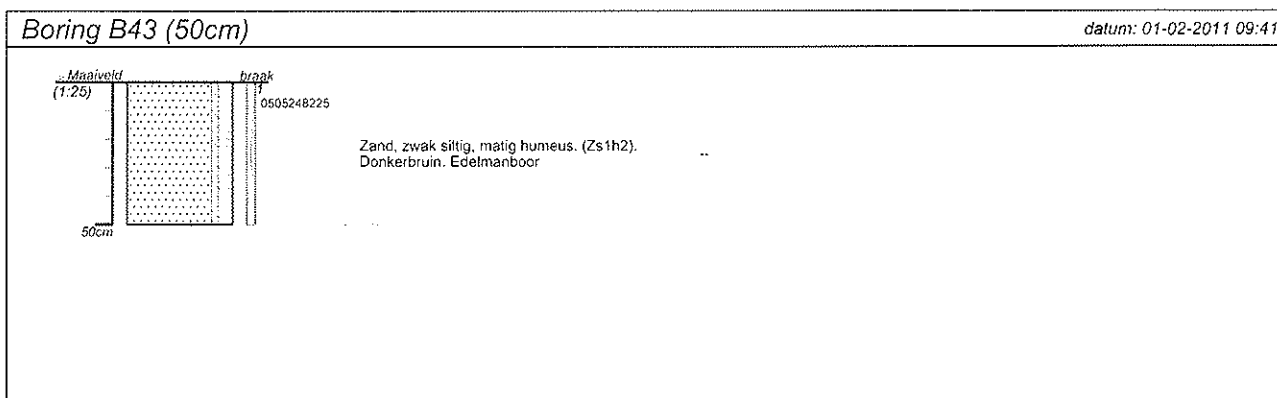 Boring B43 (50cm)
datum: 01-02-2011 09:41
Maaiveld
braak
(1:25)
1
0505248225
Zand, zwak siltig, matig humeus. (Zs1h2).
Donkerbruin. Edelmanboor
50cm